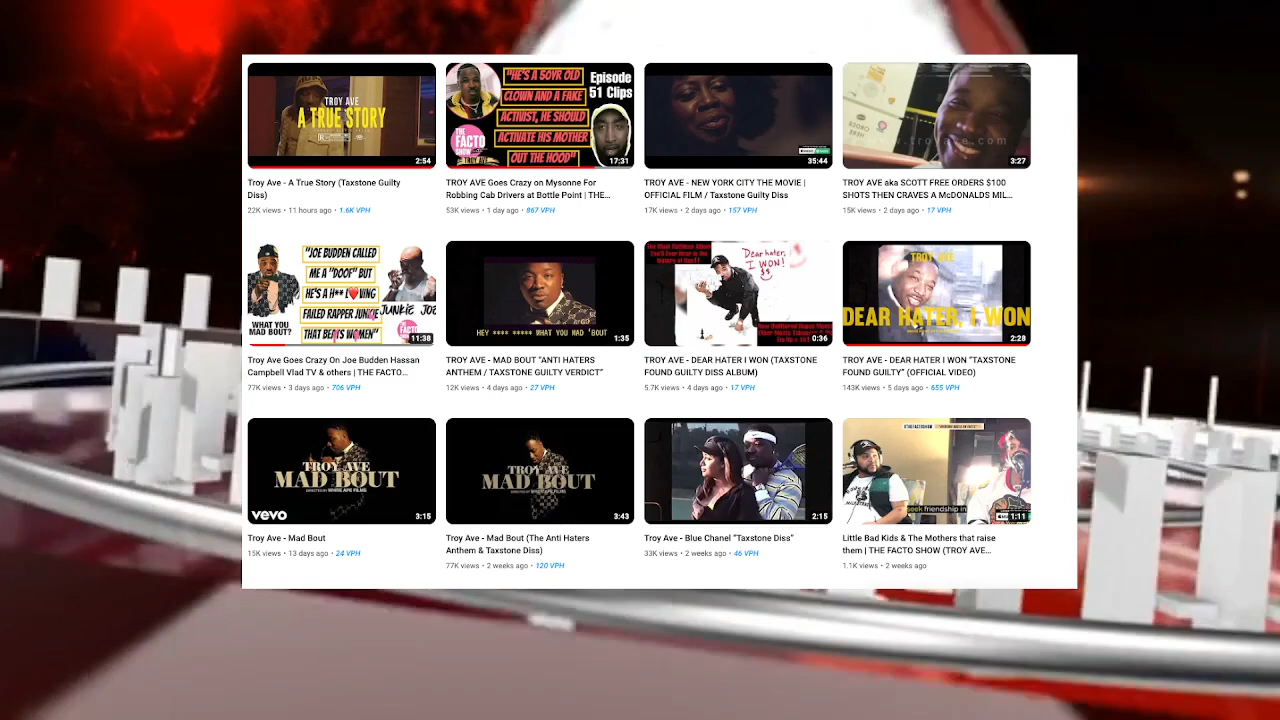 TROY AVE
A TRUE STORY
2:54
"HE'S A 50YR OLD
CLOWN AND A FAKE
ACTIVIST, HE SHOULD
ACTIVATE HIS MOTHER
OUT THE HOOD"
Episode
51 Clips
THE
FACTO
SHOW
TROY AVE
17:31
35:44
3:27
Troy Ave - A True Story (Taxstone Guilty
Diss)
22K views • 11 hours ago • 1.6K VPH
TROY AVE Goes Crazy on Mysonne For
Robbing Cab Drivers at Bottle Point | THE...
53K views • 1 day ago • 867 VPH
TROY AVE - NEW YORK CITY THE MOVIE |
OFFICIAL FILM / Taxstone Guilty Diss
17K views • 2 days ago • 157 VPH
TROY AVE aka SCOTT FREE ORDERS $100
SHOTS THEN CRAVES A McDONALDS MIL...
15K views • 2 days ago • 17 VPH
"JOE BUDDEN CALLED
ME A "DOOF" BUT
HE'S A H** L❤VING
FAILED RAPPER JUNKIE
THAT BEATS WOMEN"
WHAT YOU
MAD BOUT?
JUNKIE JOE
11:38
HEY **** ***** WHAT YOU MAD 'BOUT
1:35
Dear hater,
I WON!
$$
0:36
TROY AVE
DEAR HATER, I WON
2:28
Troy Ave Goes Crazy On Joe Budden Hassan
Campbell Vlad TV & others | THE FACTO...
77K views • 3 days ago • 706 VPH
TROY AVE - MAD BOUT "ANTI HATERS
ANTHEM / TAXSTONE GUILTY VERDICT"
12K views • 4 days ago • 27 VPH
TROY AVE - DEAR HATER I WON (TAXSTONE
FOUND GUILTY DISS ALBUM)
5.7K views • 4 days ago • 17 VPH
TROY AVE - DEAR HATER I WON "TAXSTONE
FOUND GUILTY" (OFFICIAL VIDEO)
143K views • 5 days ago • 655 VPH
TROY AVE
MAD BOUT
DIRECTED BY WHITE APE FILMS
vevo
3:15
TROY AVE
MAD BOUT
3:43
2:15
seek friendship in
1:11
Troy Ave - Mad Bout
15K views • 13 days ago • 24 VPH
Troy Ave - Mad Bout (The Anti Haters
Anthem & Taxstone Diss)
77K views • 2 weeks ago • 120 VPH
Troy Ave - Blue Chanel "Taxstone Diss"
33K views • 2 weeks ago • 46 VPH
Little Bad Kids & The Mothers that raise
them | THE FACTO SHOW (TROY AVE...
1.1K views • 2 weeks ago